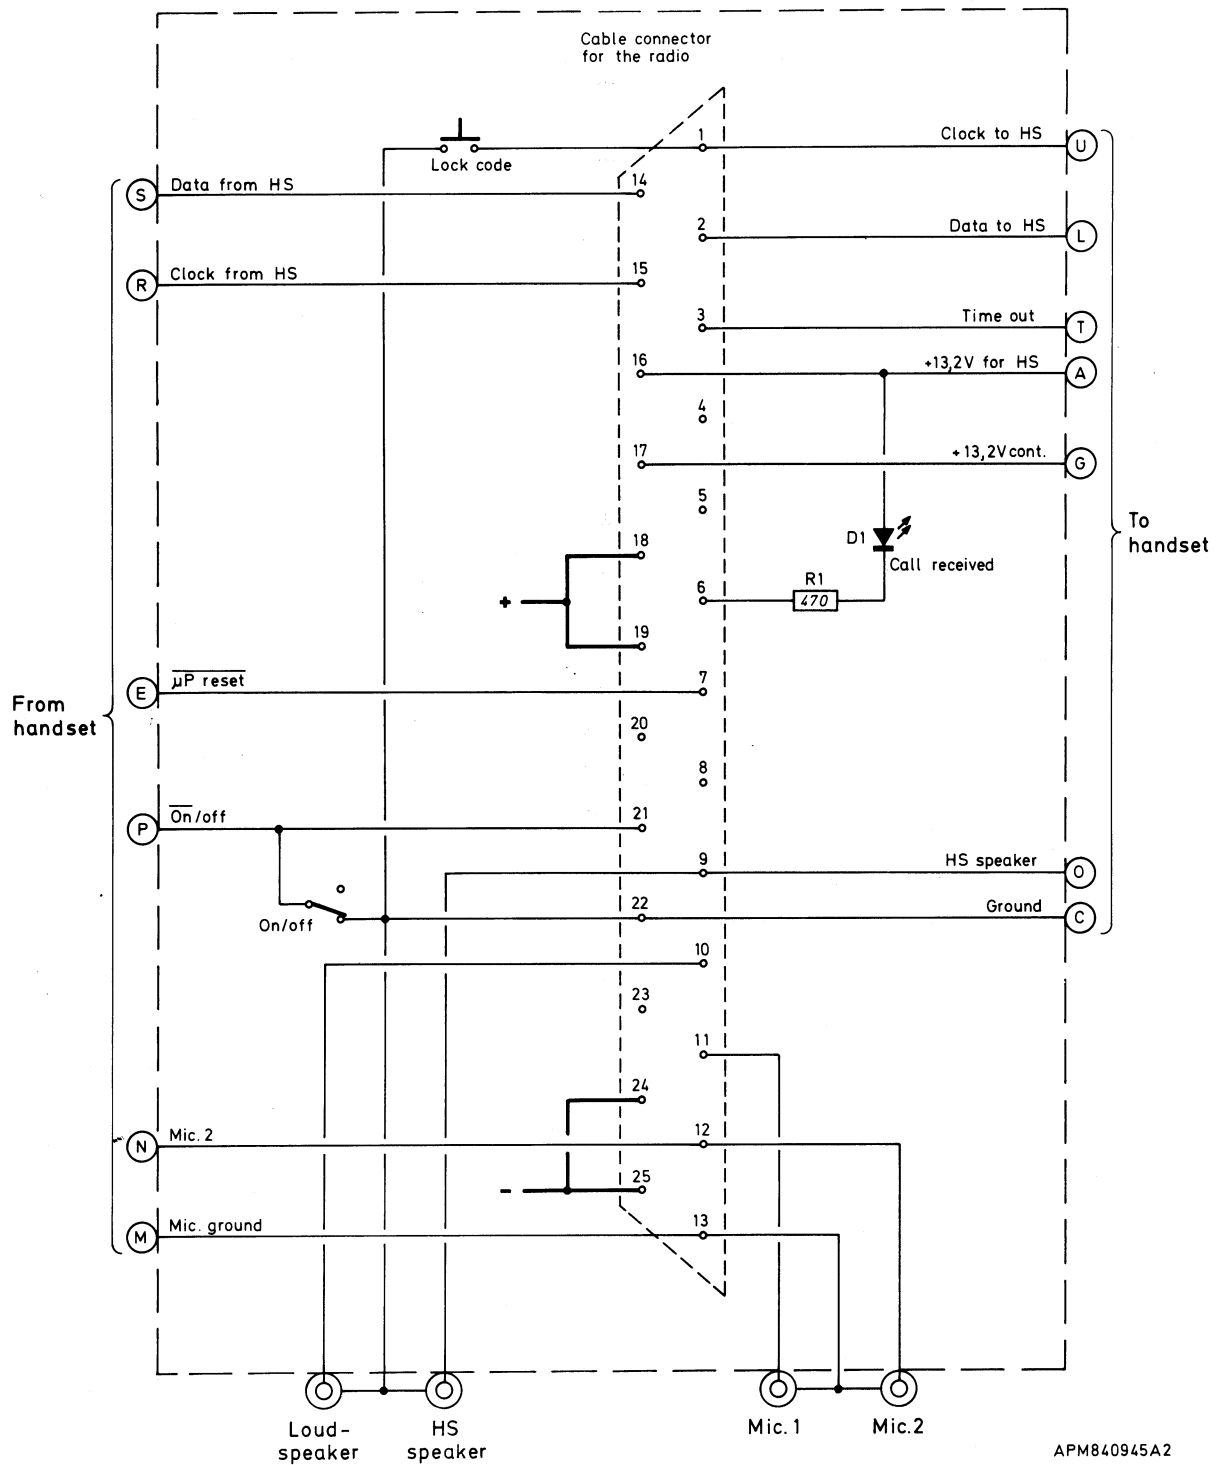 Cable connector
for the radio
1
Clock to HS
U
Lock code
S
Data from HS
14
2
Data to HS
L
R
Clock from HS
15
3
Time out
T
16
+13,2V for HS
A
4
17
+13,2V cont.
G
5
To
handset
18
D1
Call received
6
R1
470
+
19
From
handset
E
µP reset
7
20
8
P
On/off
21
9
HS speaker
O
On/off
22
Ground
C
10
23
11
24
N
Mic.2
12
-
25
M
Mic. ground
13
Loud-
speaker
HS
speaker
Mic.1
Mic.2
APM840945A2